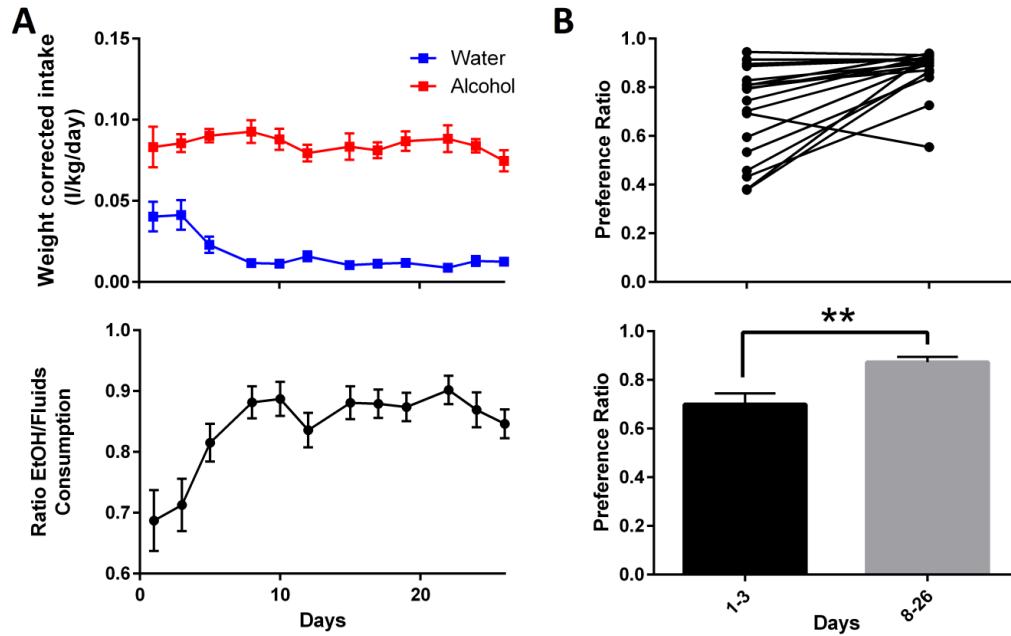 A
Weight corrected intake
(l/kg/day)
0.15
0.10
0.05
0.00
Water
Alcohol
10
20
Ratio EtOH/Fluids
Consumption
1.0
0.9
0.8
0.7
0.6
0
10
20
Days
B
Preference Ratio
1.0
0.8
0.6
0.4
0.2
0.0
Preference Ratio
1.0
0.8
0.6
0.4
0.2
0.0
**
1-3
8-26
Days